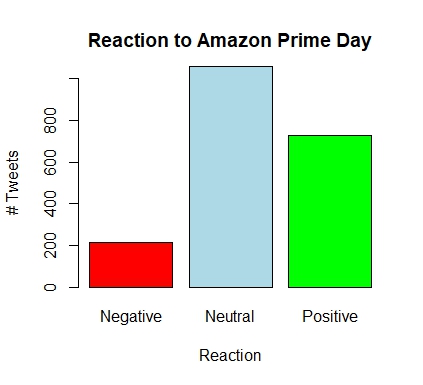 Reaction to Amazon Prime Day
# Tweets
800
600
400
200
0
Negative Neutral Positive
Reaction